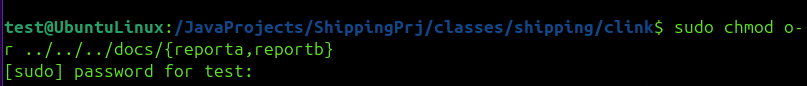 test@UbuntuLinux:/JavaProjects/ShippingPrj/classes/shipping/clink$ sudo chmod o-
r ../../../docs/{reporta,reportb}
[sudo] password for test: